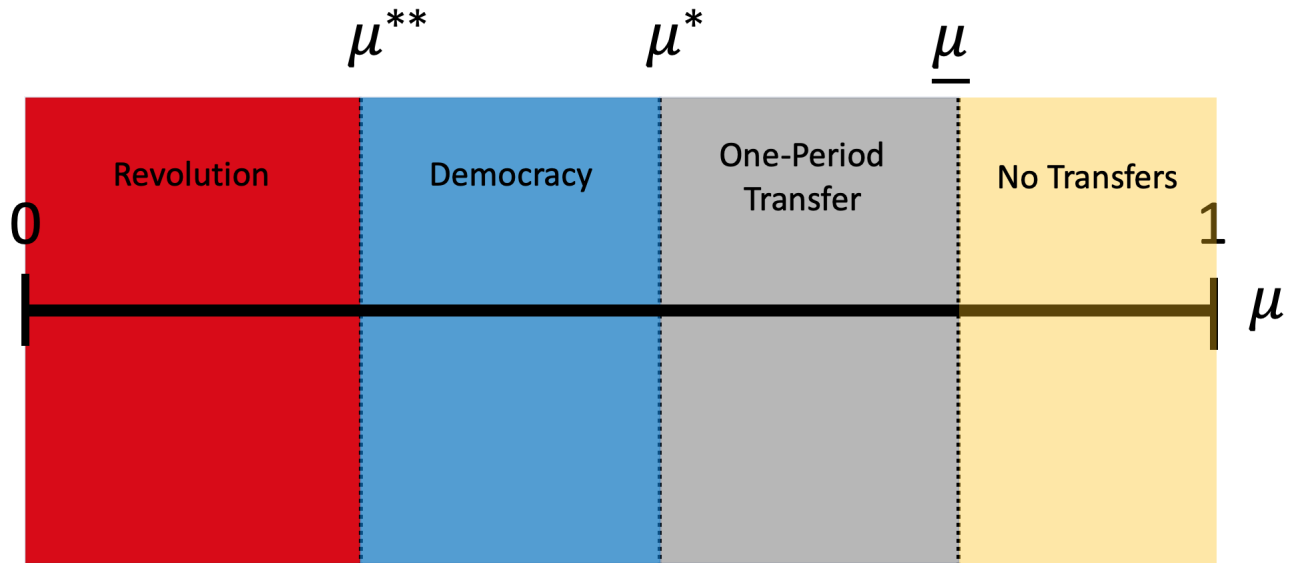 μ** μ* μ̲
Revolution Democracy One-Period Transfer No Transfers
0 1
μ